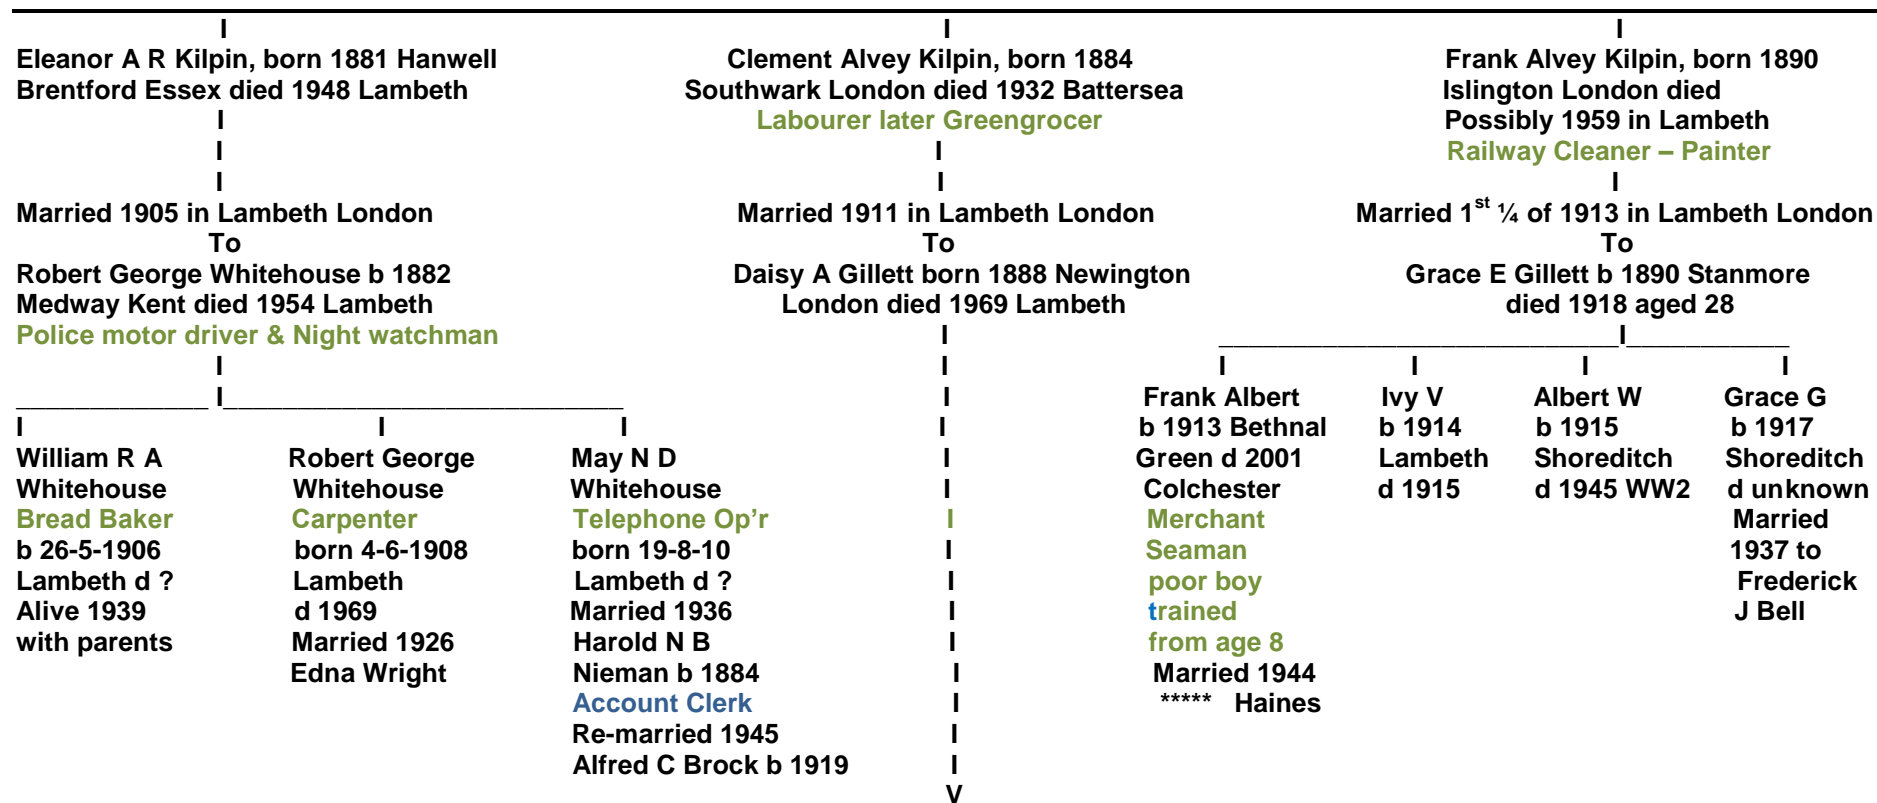 Eleanor A R Kilpin, born 1881 Hanwell
Brentford Essex died 1948 Lambeth
Married 1905 in Lambeth London
To
Robert George Whitehouse b 1882
Medway Kent died 1954 Lambeth
Police motor driver & Night watchman
William R A
Whitehouse
Bread Baker
b 26-5-1906
Lambeth d ?
Alive 1939
with parents
Robert George
Whitehouse
Carpenter
born 4-6-1908
Lambeth
d 1969
Married 1926
Edna Wright
May N D
Whitehouse
Telephone Op’r
born 19-8-10
Lambeth d ?
Married 1936
Harold N B
Nieman b 1884
Account Clerk
Re-married 1945
Alfred C Brock b 1919
Clement Alvey Kilpin, born 1884
Southwark London died 1932 Battersea
Labourer later Greengrocer
Married 1911 in Lambeth London
To
Daisy A Gillett born 1888 Newington
London died 1969 Lambeth
V
Frank Alvey Kilpin, born 1890
Islington London died
Possibly 1959 in Lambeth
Railway Cleaner – Painter
Married 1st ¼ of 1913 in Lambeth London
To
Grace E Gillett b 1890 Stanmore
died 1918 aged 28
Frank Albert
b 1913 Bethnal
Green d 2001
Colchester
Merchant
Seaman
poor boy
trained
from age 8
Married 1944
***** Haines
Ivy V
b 1914
Lambeth
d 1915
Albert W
b 1915
Shoreditch
d 1945 WW2
Grace G
b 1917
Shoreditch
d unknown
Married
1937 to
Frederick
J Bell